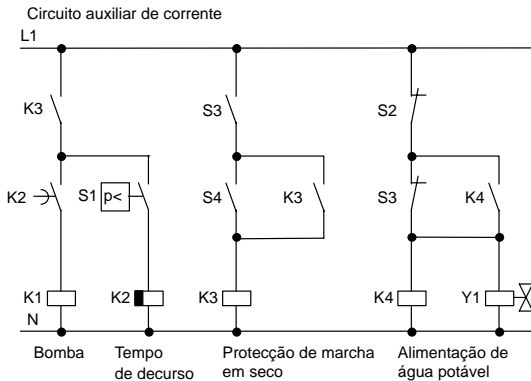 Circuito auxiliar de corrente
L1
K3 S3 S2
K2 S1 p< S4 K3 S3 K4
K1 K2 K3 K4 Y1
N
Bomba Tempo Protecção de marcha Alimentação de
de decurso em seco água potável